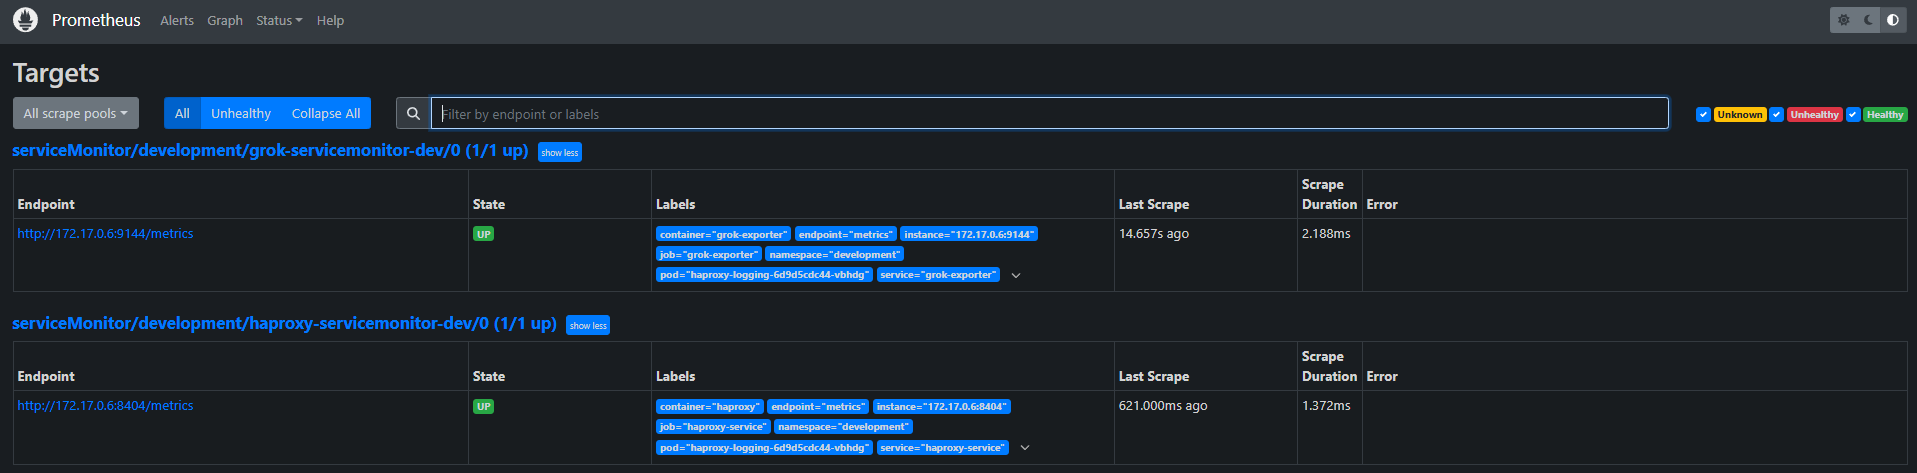 Prometheus Alerts Graph Status Help
Targets
All scrape pools All Unhealthy Collapse All Filter by endpoint or labels Unknown Unhealthy Healthy
serviceMonitor/development/grok-servicemonitor-dev/0 (1/1 up) show less
Endpoint State Labels Last Scrape Scrape Duration Error
http://172.17.0.6:9144/metrics UP container="grok-exporter" endpoint="metrics" instance="172.17.0.6:9144" 14.657s ago 2.188ms
job="grok-exporter" namespace="development"
pod="haproxy-logging-6d9d5cdc44-vbhdg" service="grok-exporter"
serviceMonitor/development/haproxy-servicemonitor-dev/0 (1/1 up) show less
Endpoint State Labels Last Scrape Scrape Duration Error
http://172.17.0.6:8404/metrics UP container="haproxy" endpoint="metrics" instance="172.17.0.6:8404" 621.000ms ago 1.372ms
job="haproxy-service" namespace="development"
pod="haproxy-logging-6d9d5cdc44-vbhdg" service="haproxy-service"